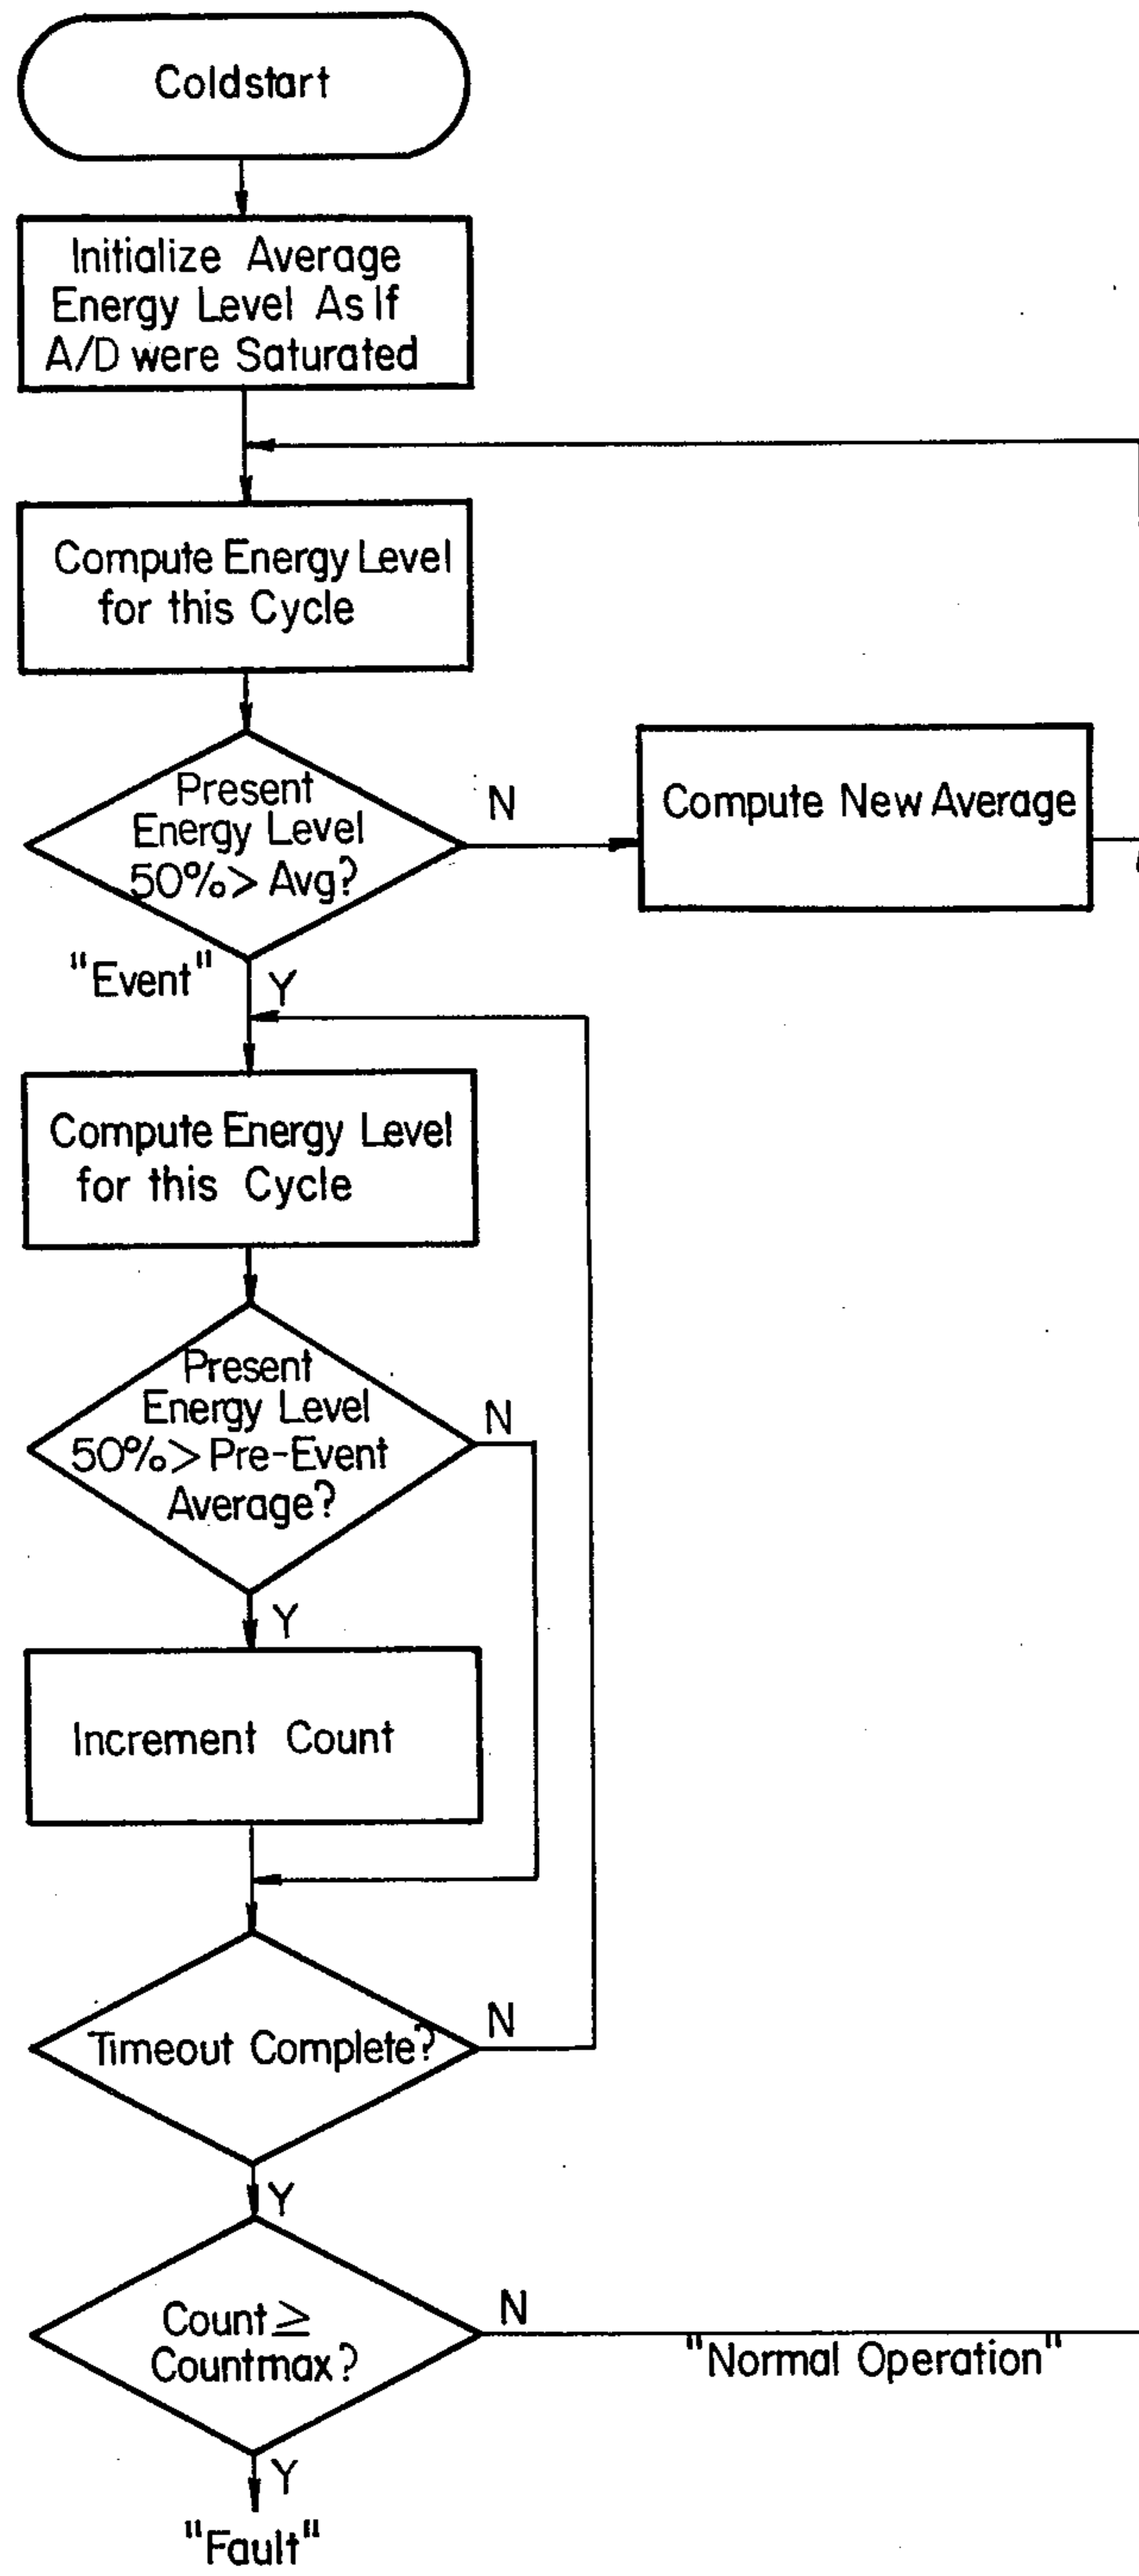 Coldstart
Initialize Average
Energy Level As If
A/D were Saturated
Compute Energy Level
for this Cycle
Present
Energy Level
50% > Avg?
N
Compute New Average
"Event"
Y
Compute Energy Level
for this Cycle
Present
Energy Level
50% > Pre-Event
Average?
N
Y
Increment Count
Timeout Complete?
N
Y
Count ≥
Countmax?
N
"Normal Operation"
Y
"Fault"